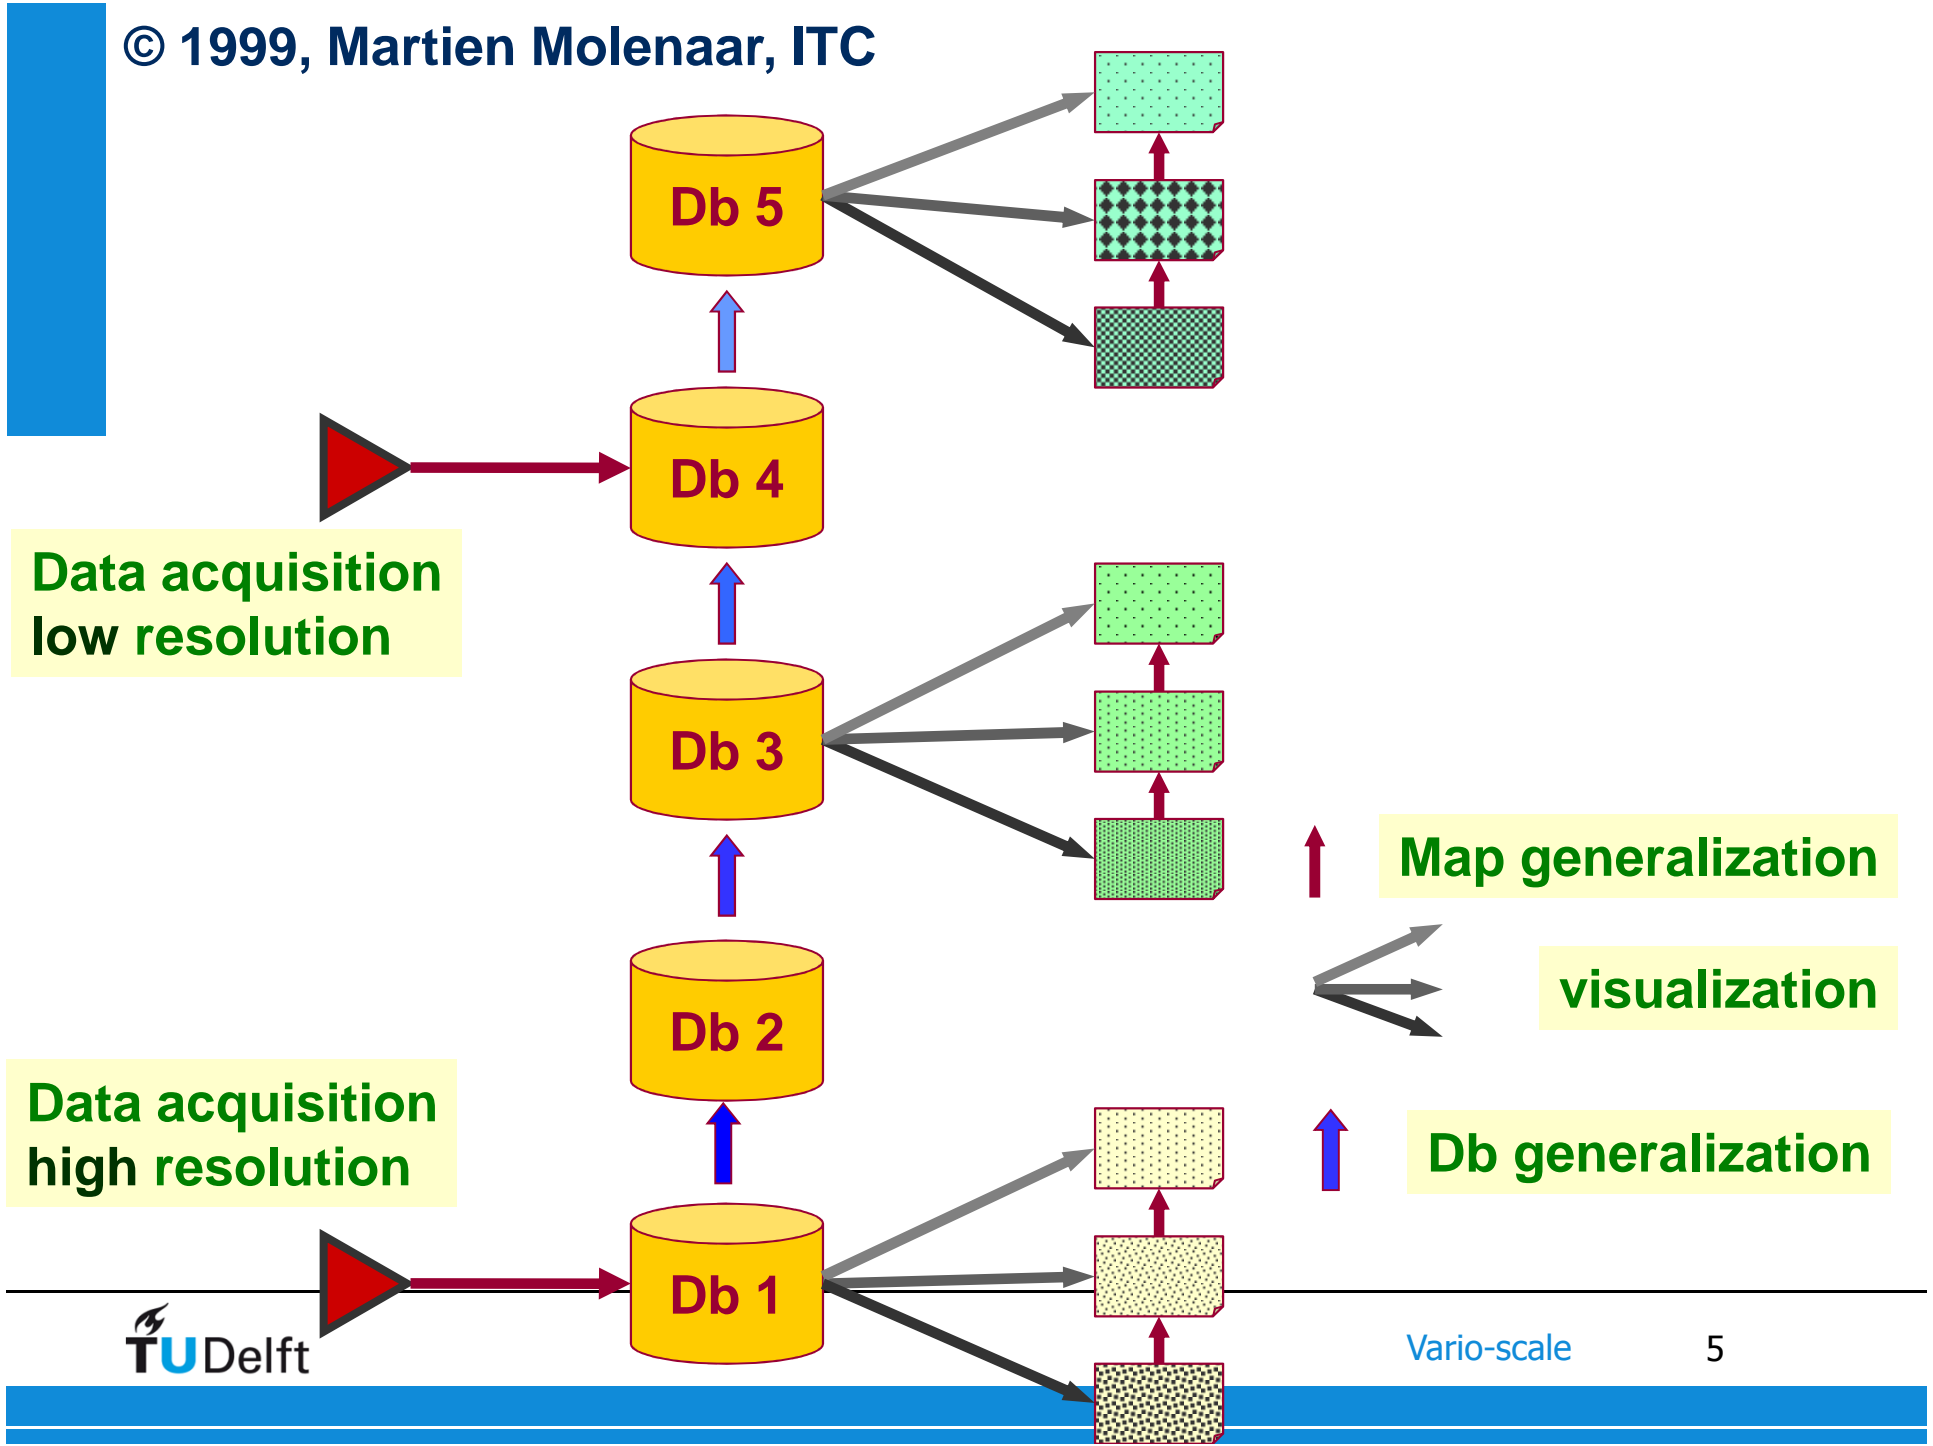 © 1999, Martien Molenaar, ITC
Db 5
Db 4
Data acquisition
low resolution
Db 3
Map generalization
visualization
Db 2
Data acquisition
high resolution
Db generalization
Db 1
TUDelft
Vario-scale
5